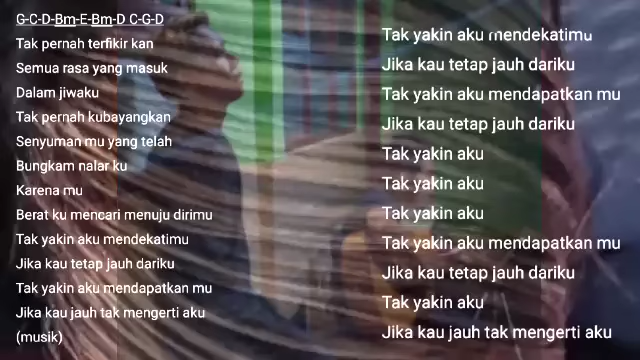 G-C-D-Bm-E-Bm-D C-G-D
Tak pernah terfikir kan
Semua rasa yang masuk
Dalam jiwaku
Tak pernah kubayangkan
Senyuman mu yang telah
Bungkam nalar ku
Karena mu
Berat ku mencari menuju dirimu
Tak yakin aku mendekatimu
Jika kau tetap jauh dariku
Tak yakin aku mendapatkan mu
Jika kau jauh tak mengerti aku
(musik)
Tak yakin aku mendekatimu
Jika kau tetap jauh dariku
Tak yakin aku mendapatkan mu
Jika kau tetap jauh dariku
Tak yakin aku
Tak yakin aku
Tak yakin aku
Tak yakin aku mendapatkan mu
Jika kau tetap jauh dariku
Tak yakin aku
Jika kau jauh tak mengerti aku